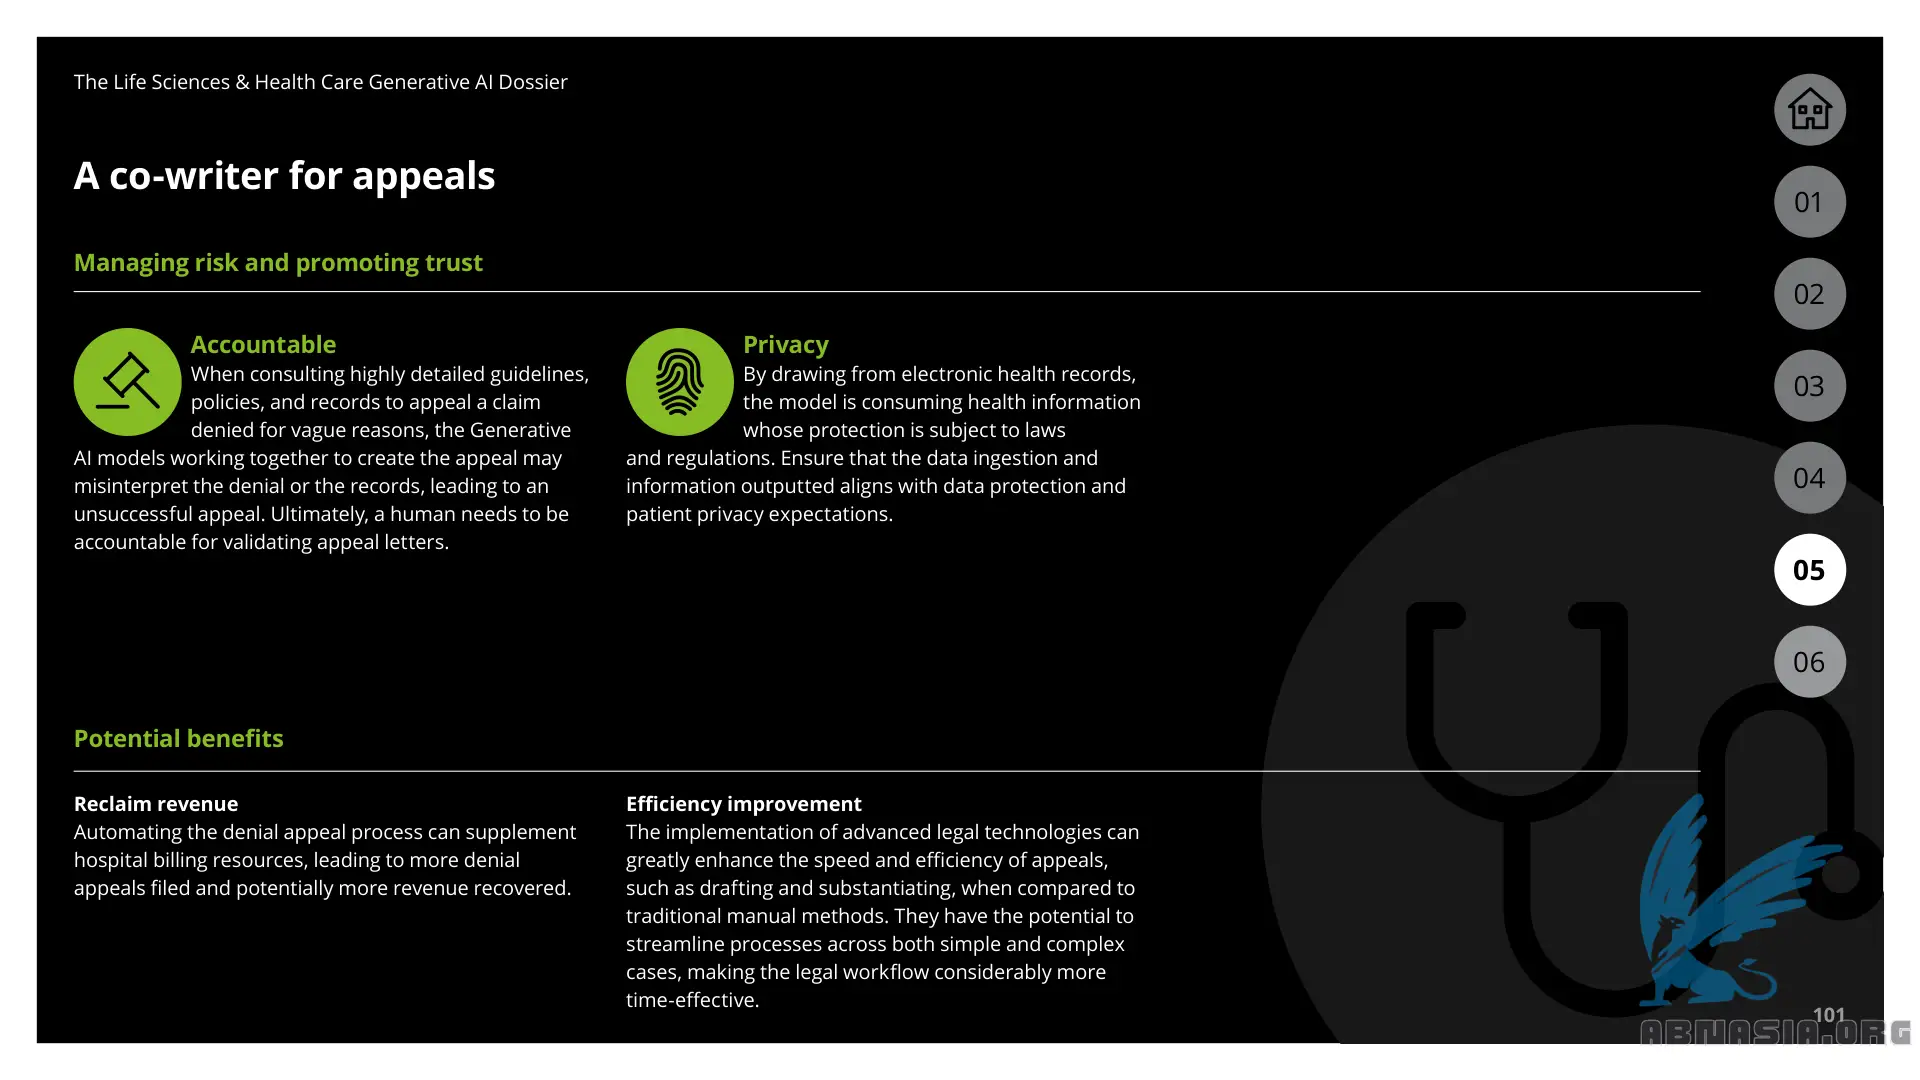 The Life Sciences & Health Care Generative AI Dossier
A co-writer for appeals
Managing risk and promoting trust
Accountable
When consulting highly detailed guidelines,
policies, and records to appeal a claim
denied for vague reasons, the Generative
AI models working together to create the appeal may
misinterpret the denial or the records, leading to an
unsuccessful appeal. Ultimately, a human needs to be
accountable for validating appeal letters.
Privacy
By drawing from electronic health records,
the model is consuming health information
whose protection is subject to laws
and regulations. Ensure that the data ingestion and
information outputted aligns with data protection and
patient privacy expectations.
Potential benefits
Reclaim revenue
Automating the denial appeal process can supplement
hospital billing resources, leading to more denial
appeals filed and potentially more revenue recovered.
Efficiency improvement
The implementation of advanced legal technologies can
greatly enhance the speed and efficiency of appeals,
such as drafting and substantiating, when compared to
traditional manual methods. They have the potential to
streamline processes across both simple and complex
cases, making the legal workflow considerably more
time-effective.
01
02
03
04
05
06
101
ABMASIA.ORG